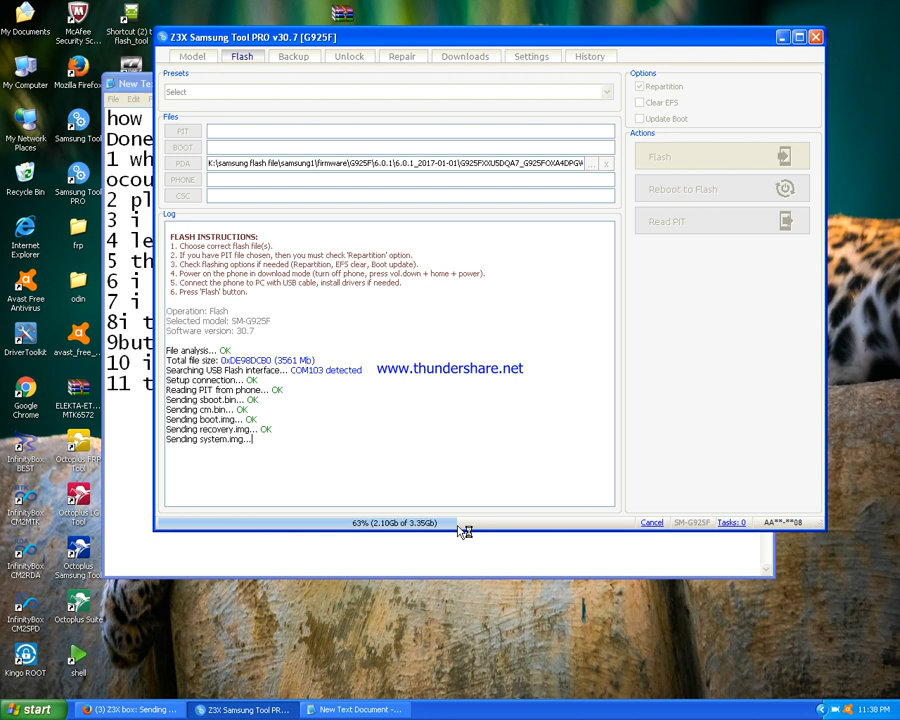 My Documents
McAfee Security Sc...
Shortcut (2) t flash_tool
My Computer
Mozilla Firefox
My Network Places
Samsung Tool
Recycle Bin
Samsung Tool PRO
Internet Explorer
frp
Avast Free Antivirus
odin
DriverToolkit
avast_free_...
Google Chrome
ELEKTA-ET... MTK6572
InfinityBox BEST
Octoplus FRP Tool
InfinityBox CM2MTK
Octoplus LG Tool
InfinityBox CM2RDA
Octoplus Samsung Tool
InfinityBox CM2SPD
Octoplus Suite
Kingo ROOT
shell
New Te
File Edit F
how
Done
1 wh
ocou
2 pl
3 i
4 le
5 th
6 i
7 i
8i t
9but
10 i
11 t
Z3X Samsung Tool PRO v30.7 [G925F]
Model Flash Backup Unlock Repair Downloads Settings History
Presets
Select
Files
PIT
BOOT
PDA K:\samsung flash file\samsung1\firmware\G925F\6.0.1\6.0.1_2017-01-01\G925FXXU5DQA7_G925FOXA4DPGW ... x
PHONE
CSC
Options
Repartition
Clear EFS
Update Boot
Actions
Flash
Reboot to Flash
Read PIT
Log
FLASH INSTRUCTIONS:
1. Choose correct flash file(s).
2. If you have PIT file chosen, then you must check 'Repartition' option.
3. Check flashing options if needed (Repartition, EFS clear, Boot update).
4. Power on the phone in download mode (turn off phone, press vol.down + home + power).
5. Connect the phone to PC with USB cable, install drivers if needed.
6. Press 'Flash' button.
Operation: Flash
Selected model: SM-G925F
Software version: 30.7
File analysis... OK
Total file size: 0xDE98DCB0 (3561 Mb)
Searching USB Flash interface... COM103 detected
www.thundershare.net
Setup connection... OK
Reading PIT from phone... OK
Sending sboot.bin... OK
Sending cm.bin... OK
Sending boot.img... OK
Sending recovery.img... OK
Sending system.img...
63% (2.10Gb of 3.35Gb)
Cancel SM-G925F Tasks: 0 AA**-**08
start
(3) Z3X box: Sending ...
Z3X Samsung Tool PR...
New Text Document -...
11:38 PM